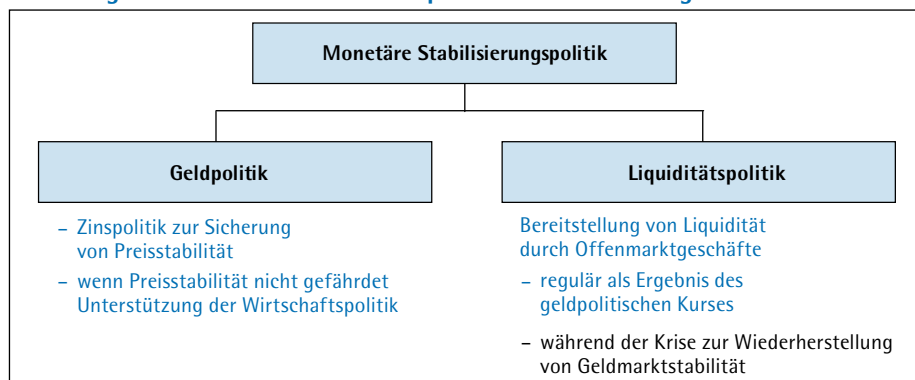 Monetäre Stabilisierungspolitik
Geldpolitik
– Zinspolitik zur Sicherung
von Preisstabilität
– wenn Preisstabilität nicht gefährdet
Unterstützung der Wirtschaftspolitik
Liquiditätspolitik
Bereitstellung von Liquidität
durch Offenmarktgeschäfte
– regulär als Ergebnis des
geldpolitischen Kurses
– während der Krise zur Wiederherstellung
von Geldmarktstabilität